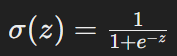 σ(z) = 1/(1+e^{-z})